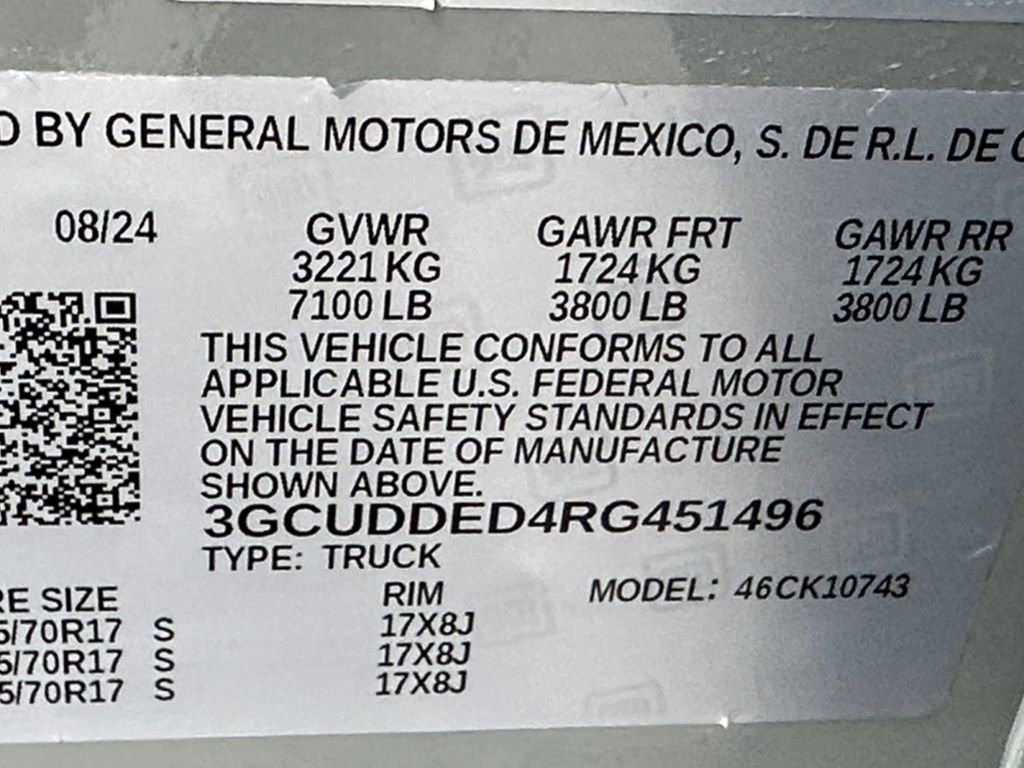 D BY GENERAL MOTORS DE MEXICO, S. DE R.L. DE C
08/24 GVWR GAWR FRT GAWR RR
3221 KG 1724 KG 1724 KG
7100 LB 3800 LB 3800 LB
THIS VEHICLE CONFORMS TO ALL
APPLICABLE U.S. FEDERAL MOTOR
VEHICLE SAFETY STANDARDS IN EFFECT
ON THE DATE OF MANUFACTURE
SHOWN ABOVE.
3GCUDDED4RG451496
TYPE: TRUCK
RE SIZE RIM MODEL: 46CK10743
5/70R17 S 17X8J
5/70R17 S 17X8J
5/70R17 S 17X8J